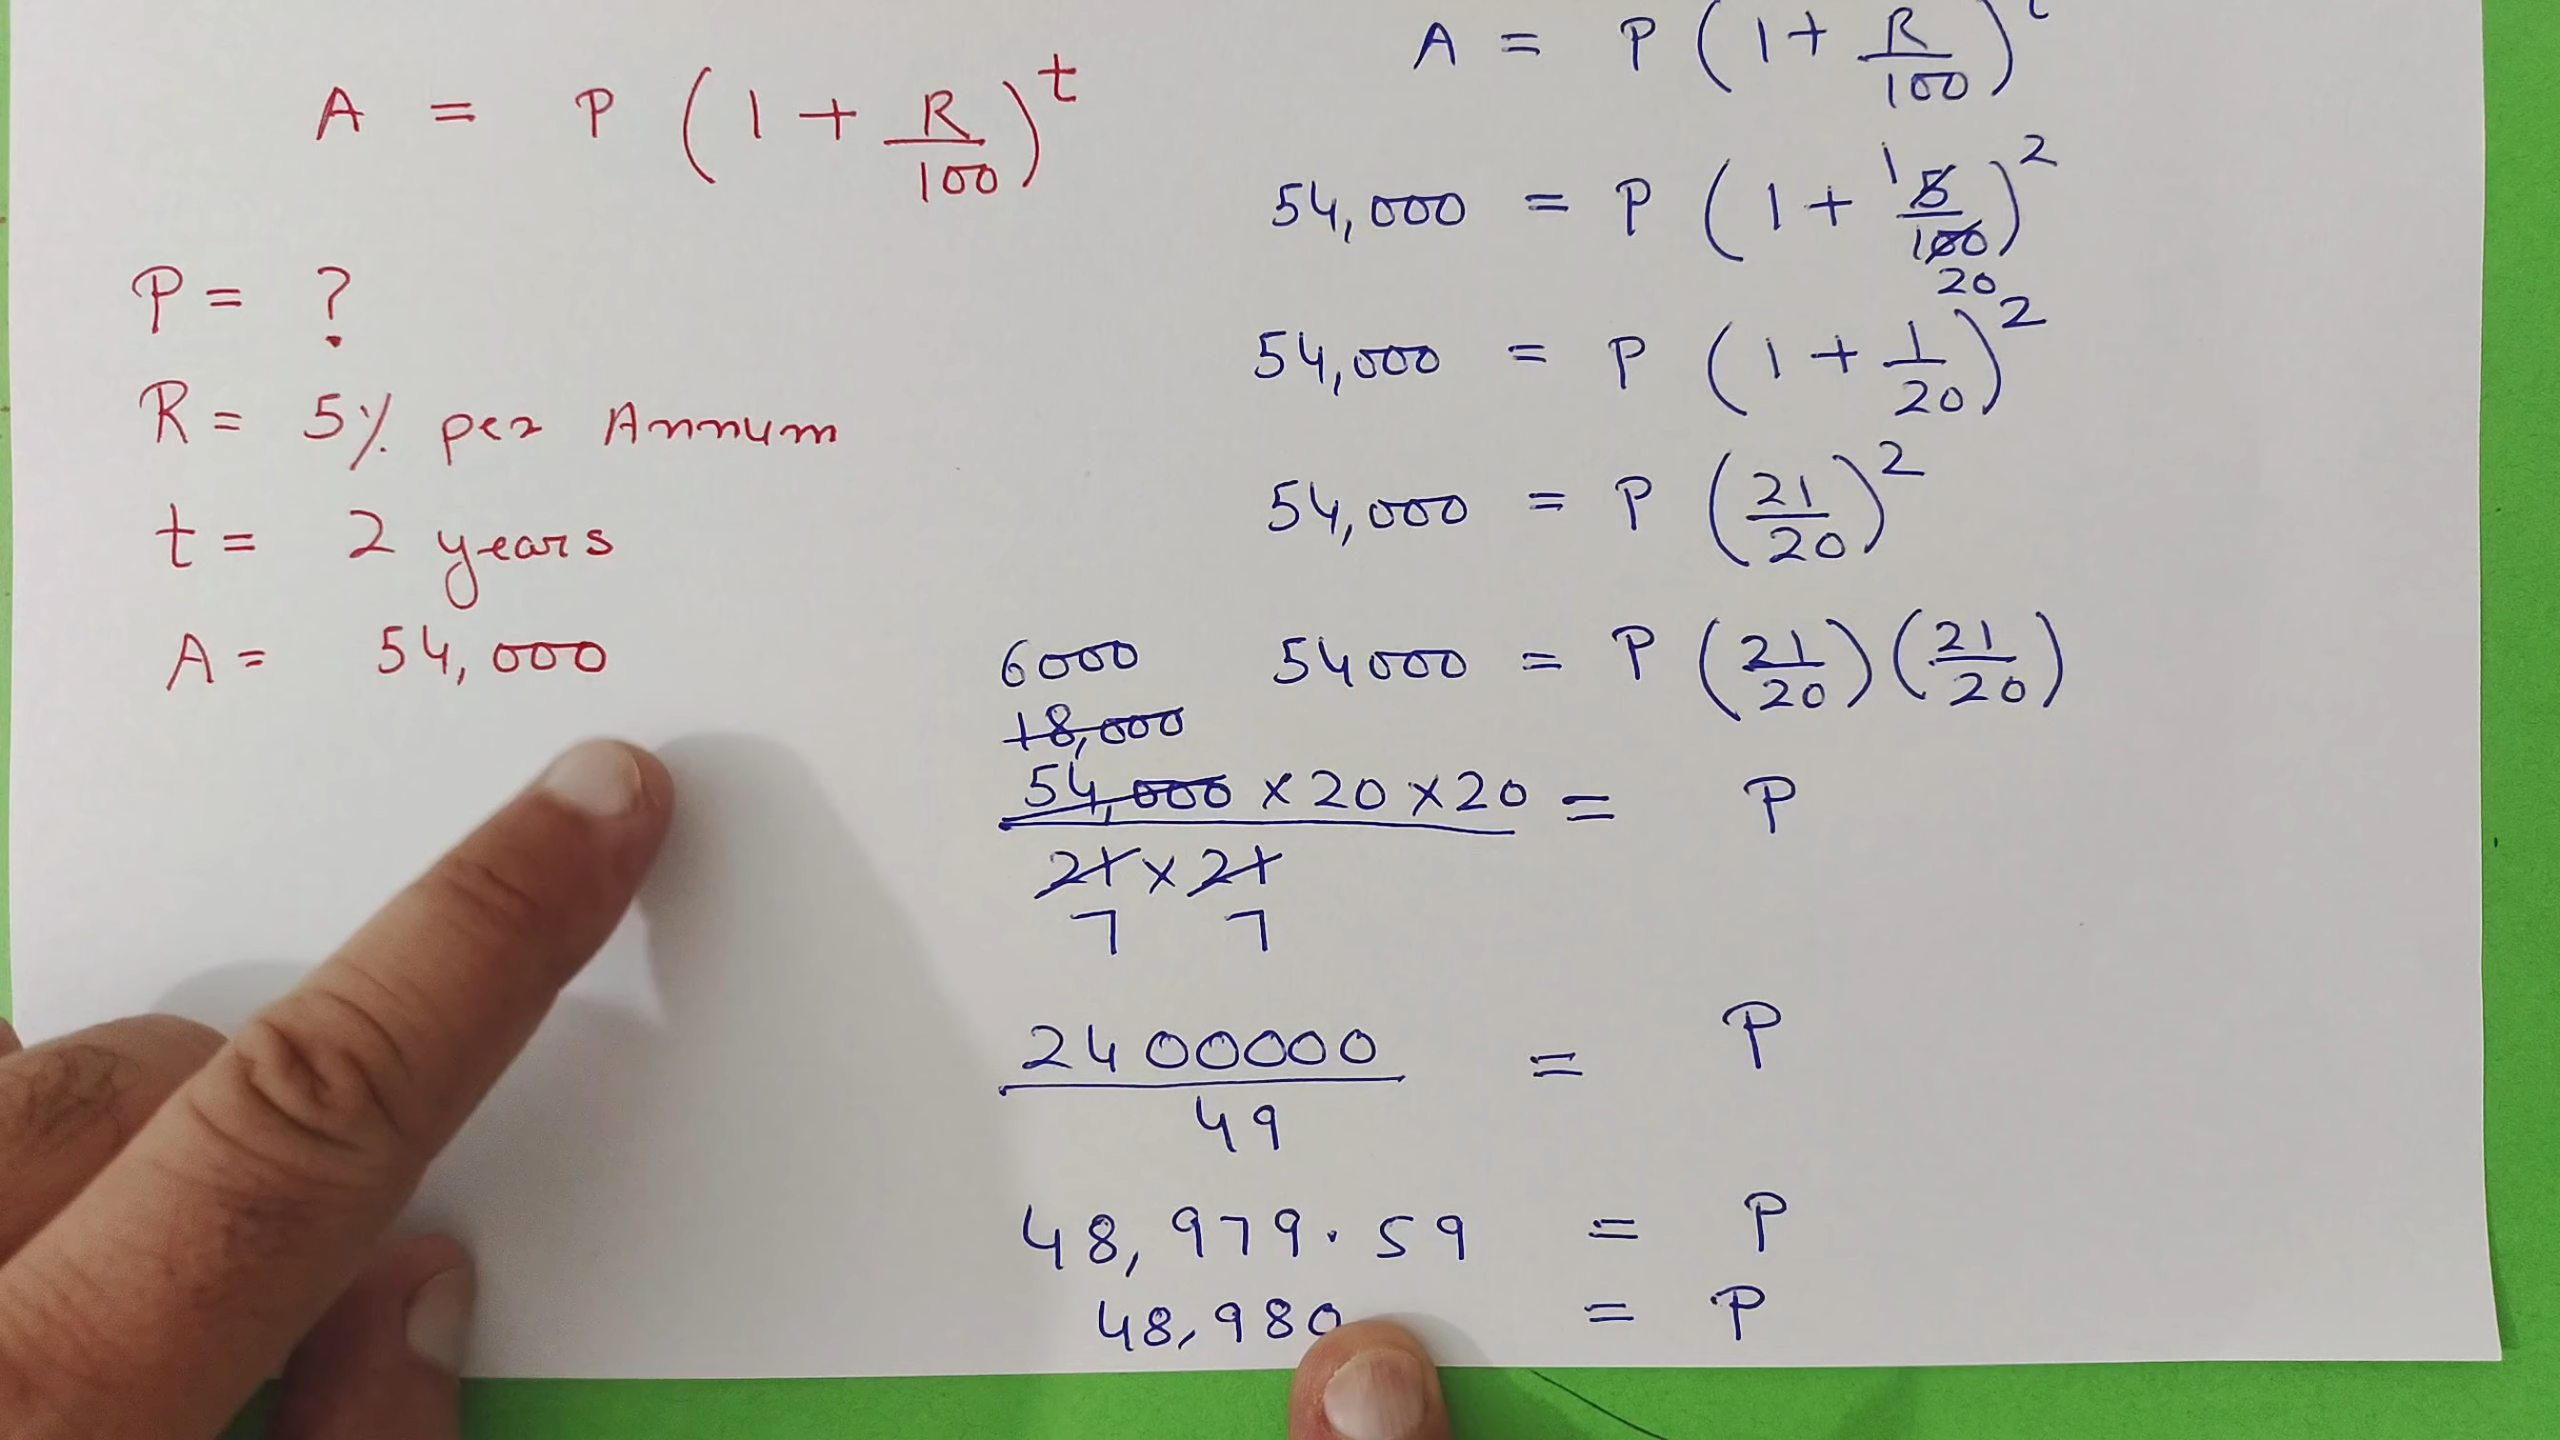 A = P (1 + R/100)^t
P = ?
R = 5% per Annum
t = 2 years
A = 54,000
A = P (1 + R/100)^t
54,000 = P (1 + 1 5/100 20)^2
54,000 = P (1 + 1/20)^2
54,000 = P (21/20)^2
54000 = P (21/20) (21/20)
6000
18,000
54,000 × 20 × 20 = P
21 × 21
7 7
2400000 = P
49
48,979.59 = P
48,980 = P